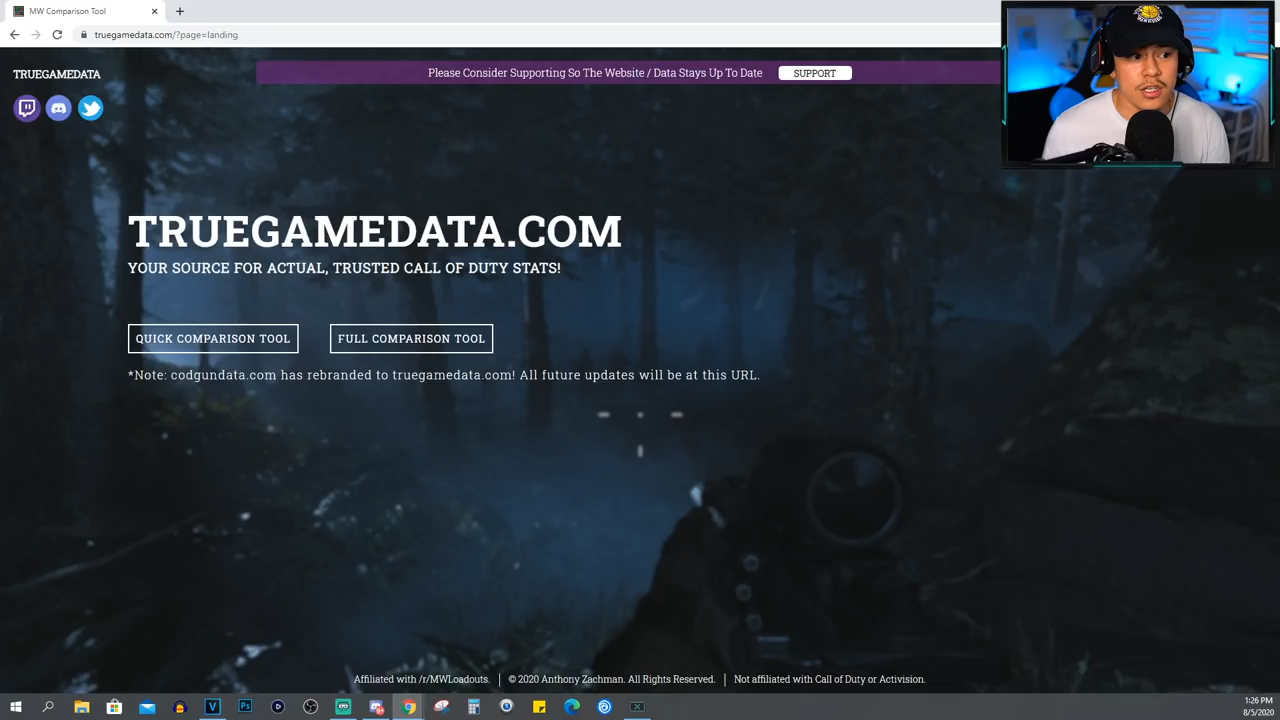 MW Comparison Tool
truegamedata.com/?page=landing
TRUEGAMEDATA
Please Consider Supporting So The Website / Data Stays Up To Date
SUPPORT
TRUEGAMEDATA.COM
YOUR SOURCE FOR ACTUAL, TRUSTED CALL OF DUTY STATS!
QUICK COMPARISON TOOL
FULL COMPARISON TOOL
*Note: codgundata.com has rebranded to truegamedata.com! All future updates will be at this URL.
Affiliated with /r/MWLoadouts.
© 2020 Anthony Zachman. All Rights Reserved.
Not affiliated with Call of Duty or Activision.
V
Ps
1:26 PM
8/5/2020